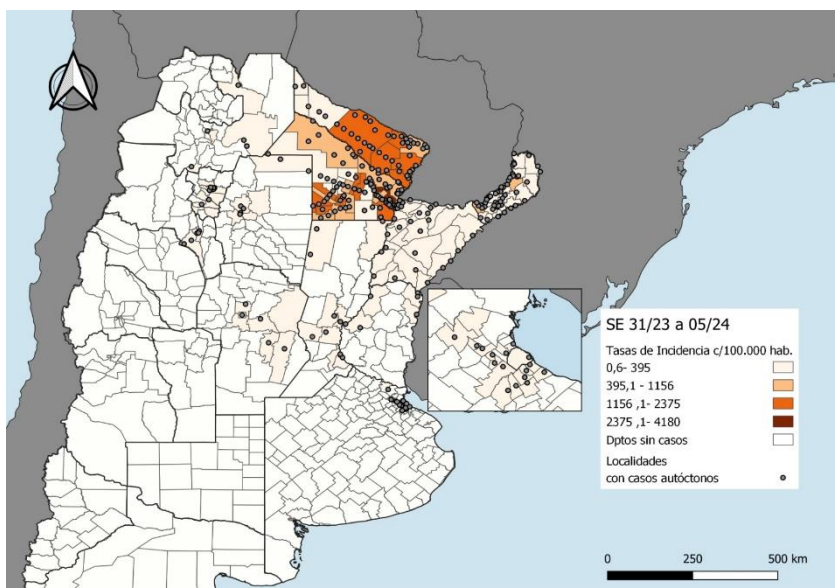 SE 31/23 a 05/24
Tasas de Incidencia c/100.000 hab.
0,6- 395
395,1 - 1156
1156 ,1- 2375
2375 ,1- 4180
Dptos sin casos
Localidades
con casos autóctonos
0 250 500 km